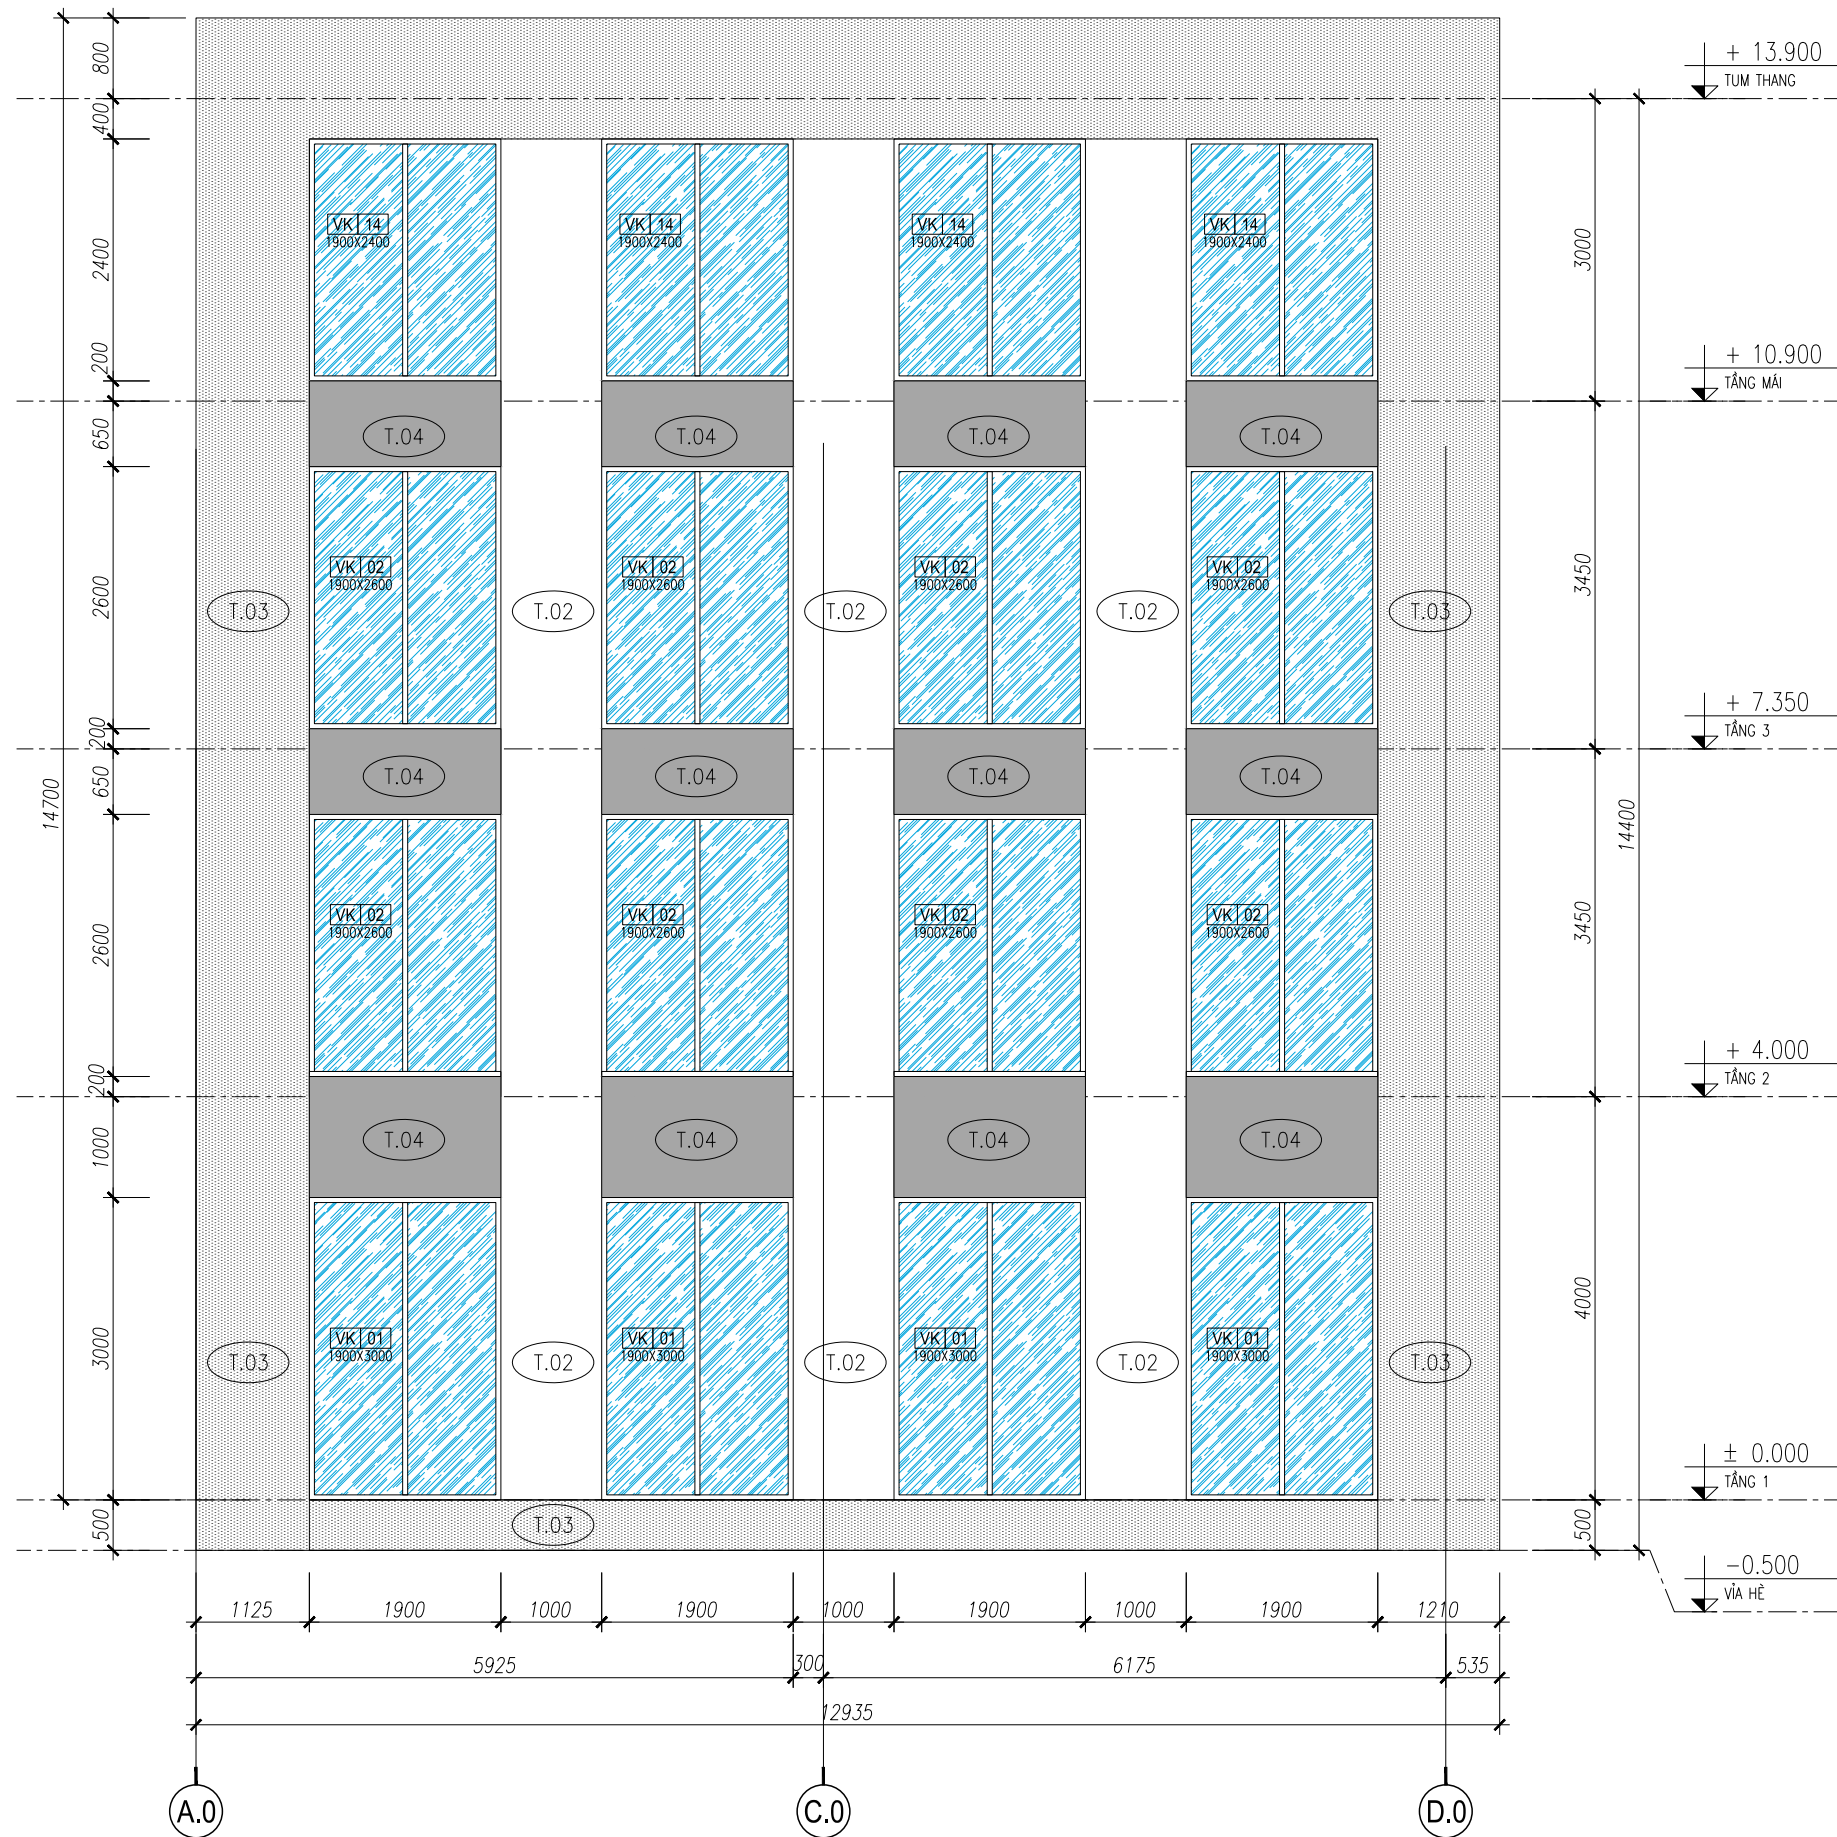 + 13.900
TUM THANG
800
400
VK 14
1900X2400
VK 14
1900X2400
VK 14
1900X2400
VK 14
1900X2400
2400
3000
200
+ 10.900
TẦNG MÁI
650
T.04
T.04
T.04
T.04
VK 02
1900X2600
VK 02
1900X2600
VK 02
1900X2600
VK 02
1900X2600
2600
3450
T.03
T.02
T.02
T.02
T.03
200
+ 7.350
TẦNG 3
650
T.04
T.04
T.04
T.04
14700
14400
VK 02
1900X2600
VK 02
1900X2600
VK 02
1900X2600
VK 02
1900X2600
2600
3450
200
+ 4.000
TẦNG 2
1000
T.04
T.04
T.04
T.04
4000
VK 01
1900X3000
VK 01
1900X3000
VK 01
1900X3000
VK 01
1900X3000
3000
T.03
T.02
T.02
T.02
T.03
± 0.000
TẦNG 1
500
T.03
500
-0.500
VỈA HÈ
1125
1900
1000
1900
1000
1900
1000
1900
1210
5925
300
6175
535
12935
A.0
C.0
D.0